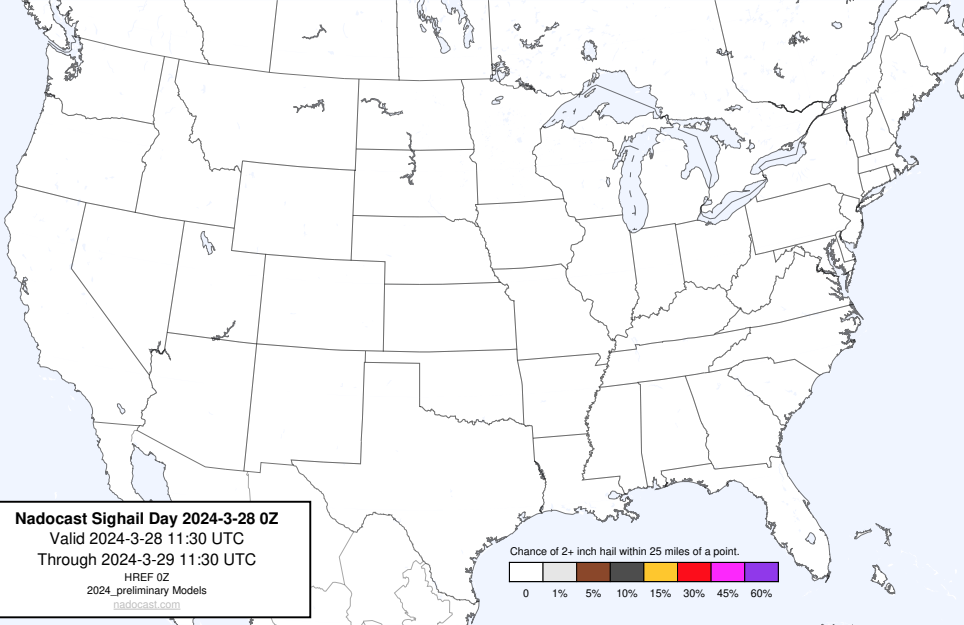 Nadocast Sighail Day 2024-3-28 0Z
Valid 2024-3-28 11:30 UTC
Through 2024-3-29 11:30 UTC
HREF 0Z
2024_preliminary Models
nadocast.com
Chance of 2+ inch hail within 25 miles of a point.
0 1% 5% 10% 15% 30% 45% 60%